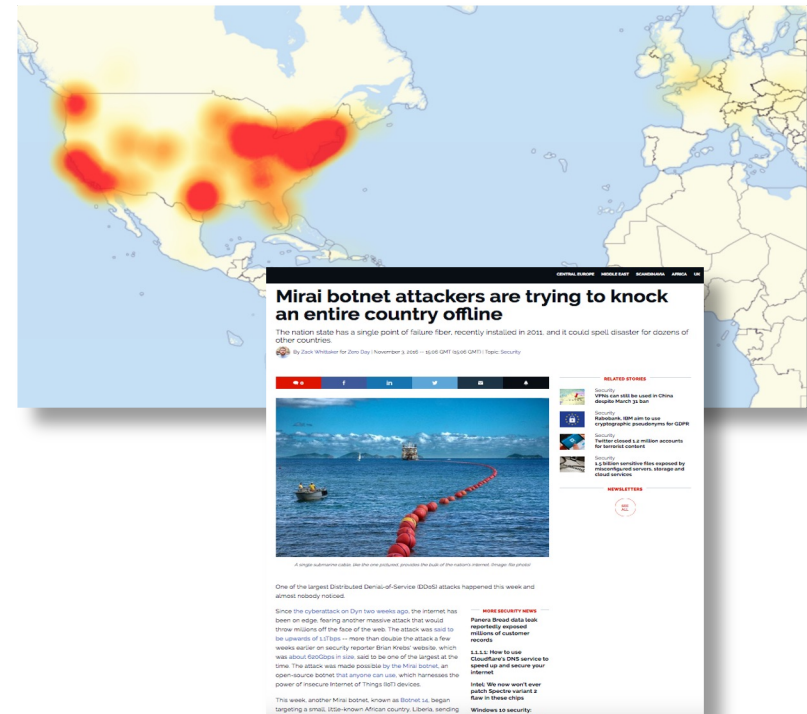 CENTRAL EUROPE MIDDLE EAST SCANDINAVIA AFRICA UK
Mirai botnet attackers are trying to knock
an entire country offline
The nation state has a single point of failure fiber, recently installed in 2011, and it could spell disaster for dozens of
other countries.
By Zack Whittaker for Zero Day | November 3, 2016 -- 15:06 GMT (15:06 GMT) | Topic: Security
0
f
in
A single submarine cable, like the one pictured, provides the bulk of the nation's internet. (Image: file photo)
One of the largest Distributed Denial-of-Service (DDoS) attacks happened this week and
almost nobody noticed.
Since the cyberattack on Dyn two weeks ago, the internet has
been on edge, fearing another massive attack that would
throw millions off the face of the web. The attack was said to
be upwards of 1.1Tbps -- more than double the attack a few
weeks earlier on security reporter Brian Krebs' website, which
was about 620Gbps in size, said to be one of the largest at the
time. The attack was made possible by the Mirai botnet, an
open-source botnet that anyone can use, which harnesses the
power of insecure Internet of Things (IoT) devices.
This week, another Mirai botnet, known as Botnet 14, began
targeting a small, little-known African country, Liberia, sending
RELATED STORIES
Security
VPNs can still be used in China
despite March 31 ban
Security
Rabobank, IBM aim to use
cryptographic pseudonyms for GDPR
Security
Twitter closed 1.2 million accounts
for terrorist content
Security
1.5 billion sensitive files exposed by
misconfigured servers, storage and
cloud services
NEWSLETTERS
MORE SECURITY NEWS
Panera Bread data leak
reportedly exposed
millions of customer
records
1.1.1.1: How to use
Cloudflare's DNS service to
speed up and secure your
internet
Intel: We now won't ever
patch Spectre variant 2
flaw in these chips
Windows 10 security: